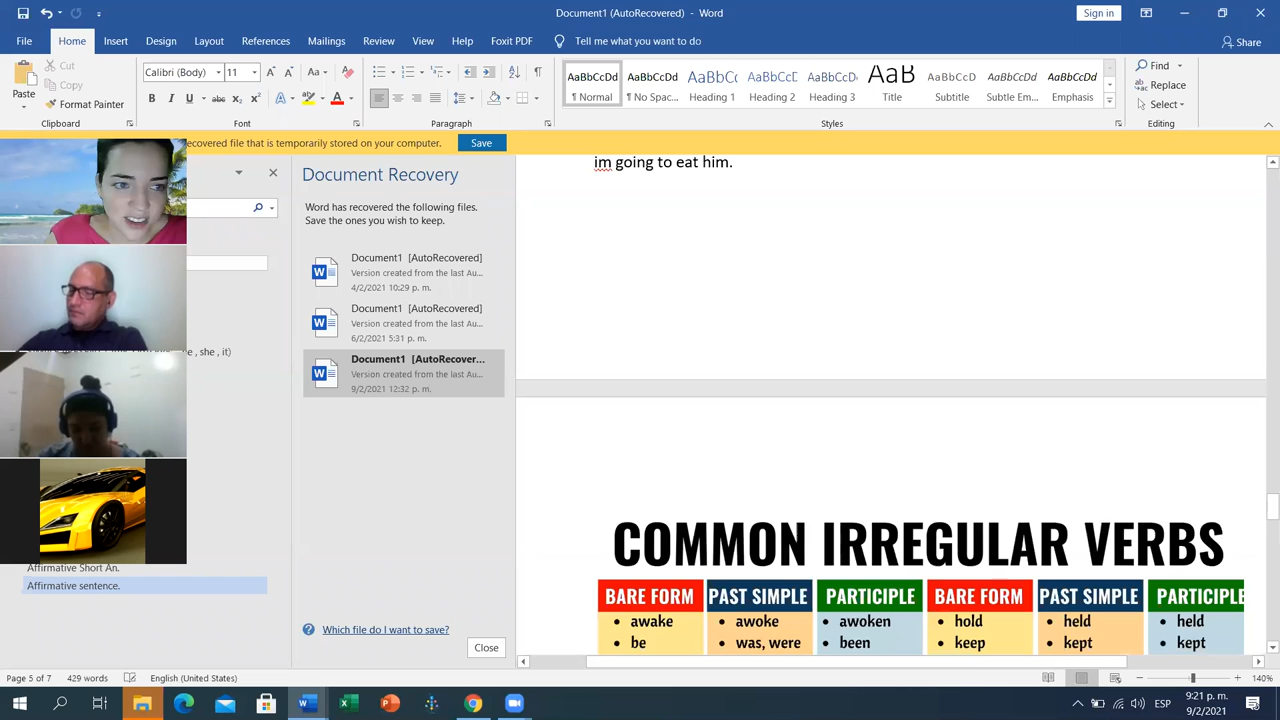 Document1 (AutoRecovered) - Word
Sign in
File Home Insert Design Layout References Mailings Review View Help Foxit PDF Tell me what you want to do
Share
Paste
Cut
Copy
Format Painter
Clipboard
Calibri (Body) 11
Font
Paragraph
AaBbCcDd AaBbCcDd AaBbC( AaBbCcD AaBbCcD AaB AaBbCcD AaBbCcDd AaBbCcDd
¶ Normal ¶ No Spac... Heading 1 Heading 2 Heading 3 Title Subtitle Subtle Em... Emphasis
Styles
Find
Replace
Select
Editing
ecovered file that is temporarily stored on your computer.
Save
Document Recovery
Word has recovered the following files.
Save the ones you wish to keep.
Document1 [AutoRecovered]
Version created from the last Au...
4/2/2021 10:29 p. m.
Document1 [AutoRecovered]
Version created from the last Au...
6/2/2021 5:31 p. m.
Document1 [AutoRecover...
Version created from the last Au...
9/2/2021 12:32 p. m.
, she , it)
Affirmative Short An.
Affirmative sentence.
Which file do I want to save?
Close
im going to eat him.
COMMON IRREGULAR VERBS
BARE FORM PAST SIMPLE PARTICIPLE BARE FORM PAST SIMPLE PARTICIPLE
• awake • awoke • awoken • hold • held • held
• be • was, were • been • keep • kept • kept
Page 5 of 7 429 words English (United States)
140%
ESP
9:21 p. m.
9/2/2021